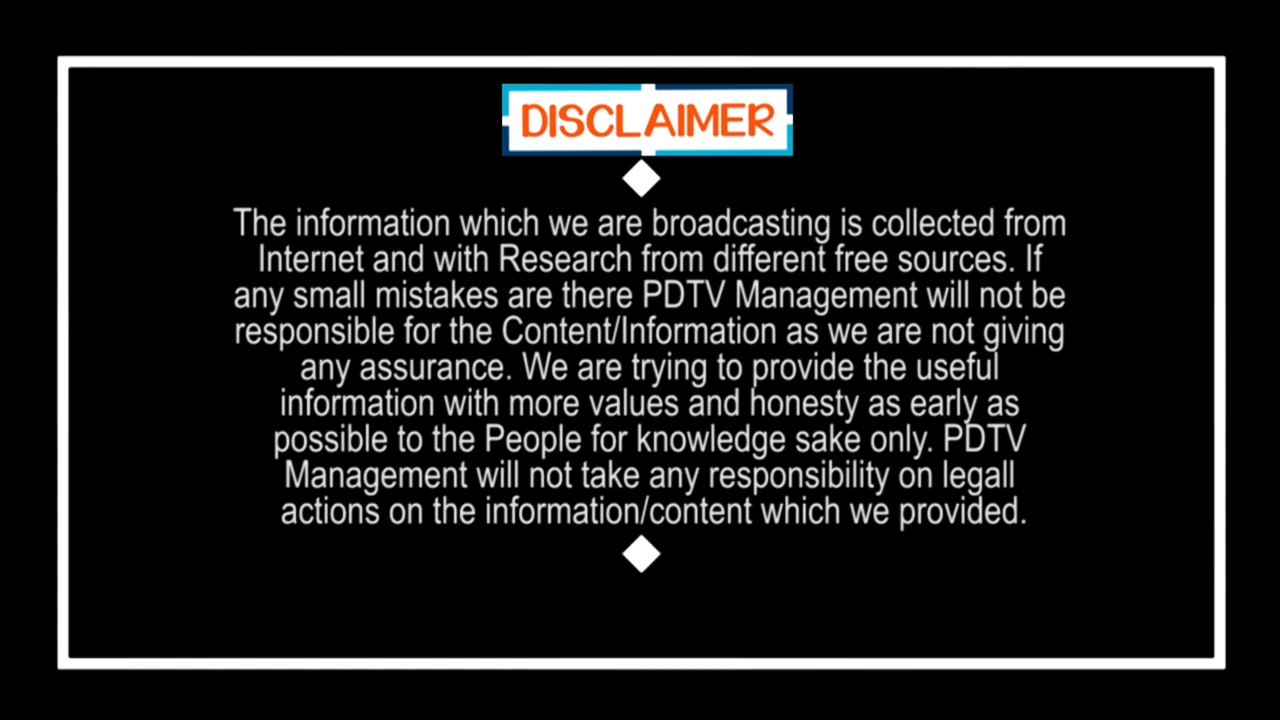 DISCLAIMER
The information which we are broadcasting is collected from
Internet and with Research from different free sources. If
any small mistakes are there PDTV Management will not be
responsible for the Content/Information as we are not giving
any assurance. We are trying to provide the useful
information with more values and honesty as early as
possible to the People for knowledge sake only. PDTV
Management will not take any responsibility on legall
actions on the information/content which we provided.